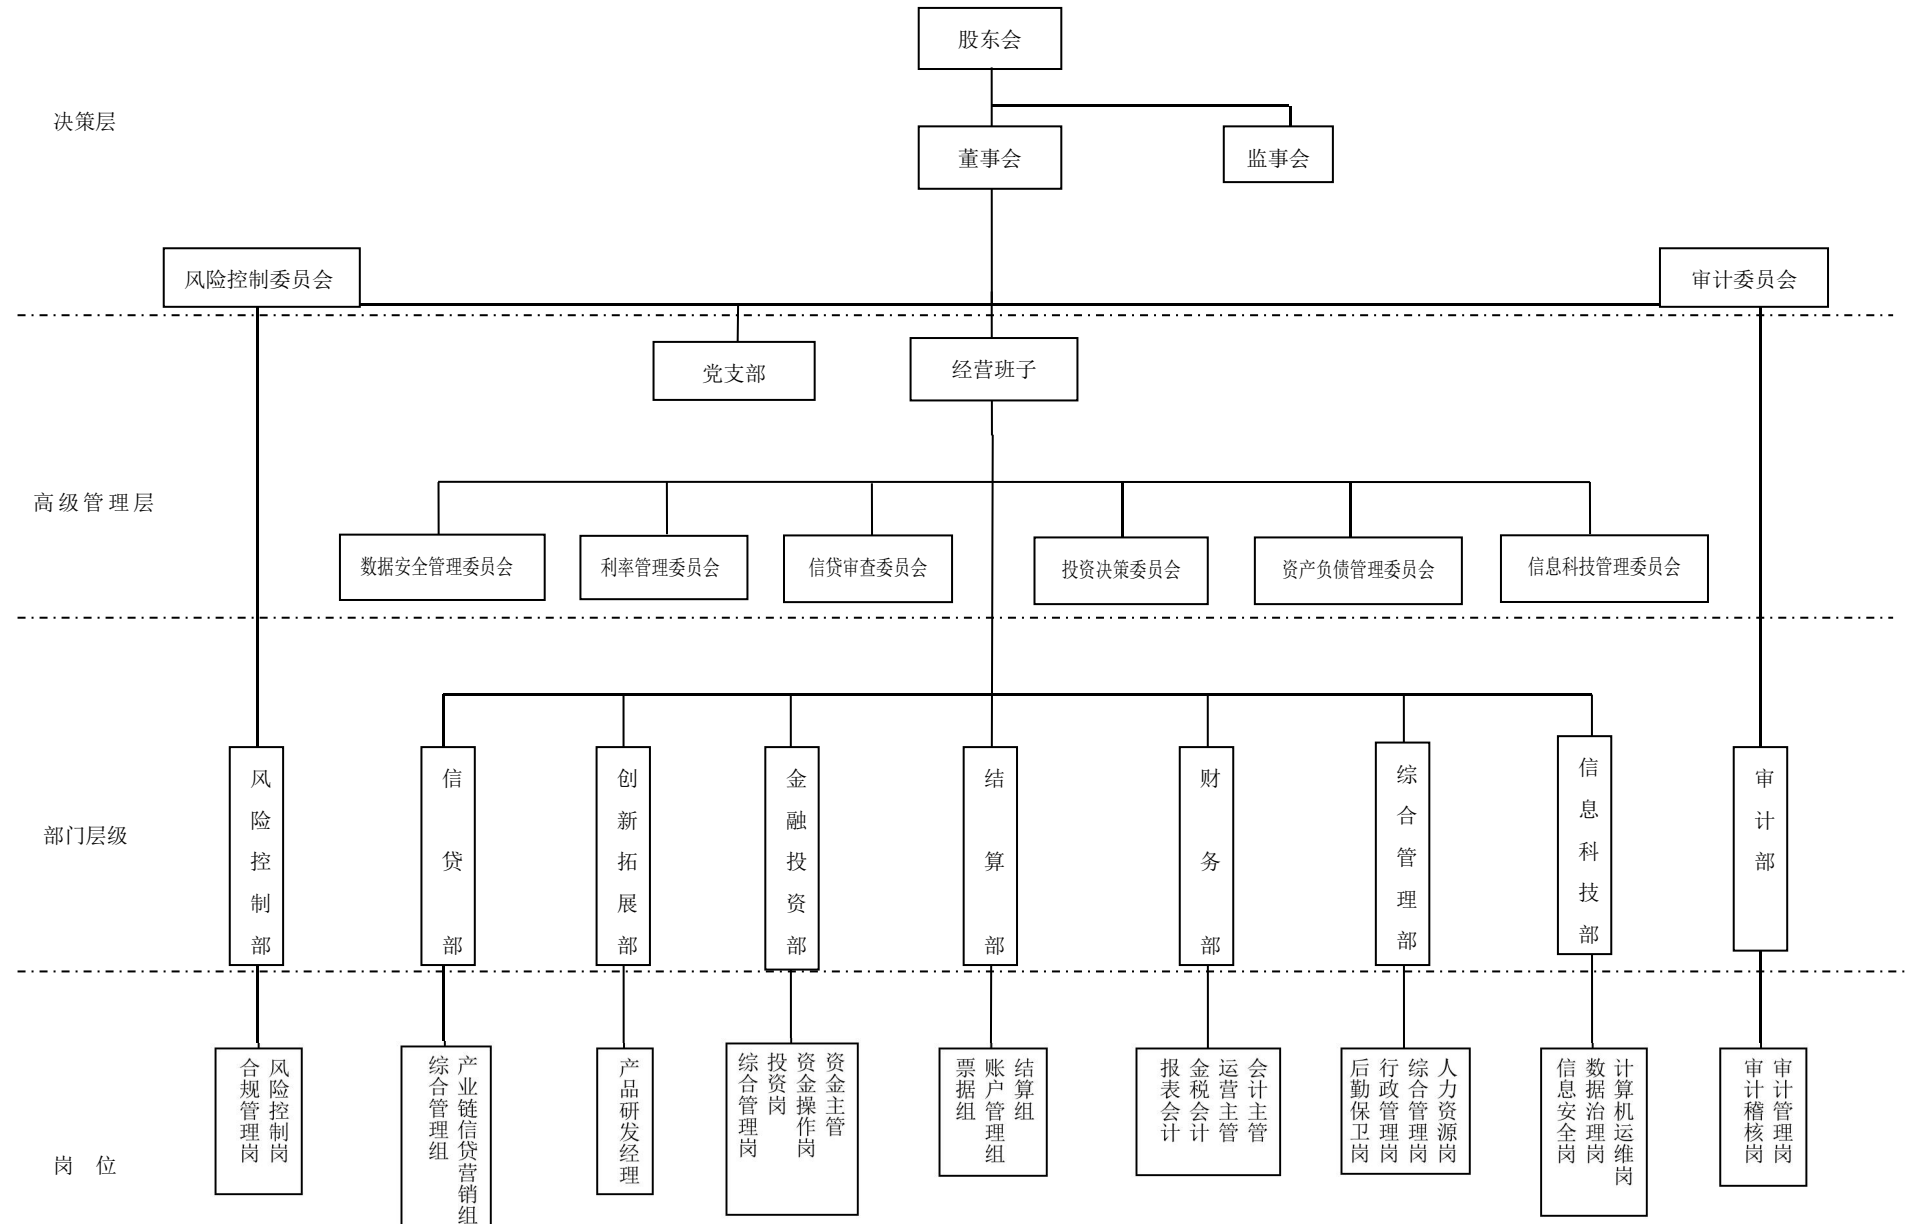 股东会
决策层
董事会
监事会
风险控制委员会
审计委员会
党支部
经营班子
高级管理层
数据安全管理委员会
利率管理委员会
信贷审查委员会
投资决策委员会
资产负债管理委员会
信息科技管理委员会
部门层级
风险控制部
信贷部
创新拓展部
金融投资部
结算部
财务部
综合管理部
信息科技部
审计部
岗 位
风险控制岗
合规管理岗
产业链信贷营销组
综合管理组
产品研发经理
资金主管
资金操作岗
投资岗
综合管理岗
结算组
账户管理组
票据组
会计主管
运营主管
金税会计
报表会计
人力资源岗
综合管理岗
行政管理岗
后勤保卫岗
计算机运维岗
数据治理岗
信息安全岗
审计管理岗
审计稽核岗